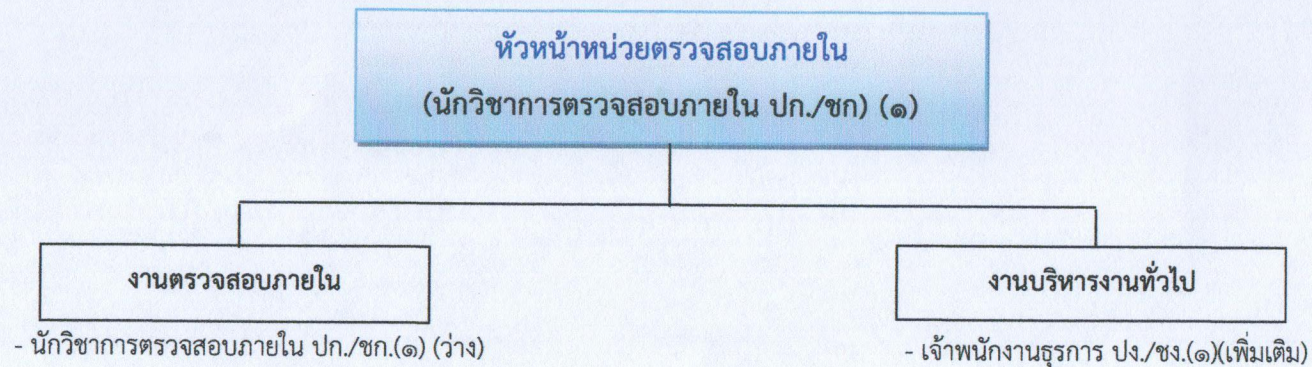 หัวหน้าหน่วยตรวจสอบภายใน
(นักวิชาการตรวจสอบภายใน ปก./ชก) (๑)
งานตรวจสอบภายใน
- นักวิชาการตรวจสอบภายใน ปก./ชก.(๑) (ว่าง)
งานบริหารงานทั่วไป
- เจ้าพนักงานธุรการ ปง./ชง.(๑)(เพิ่มเติม)